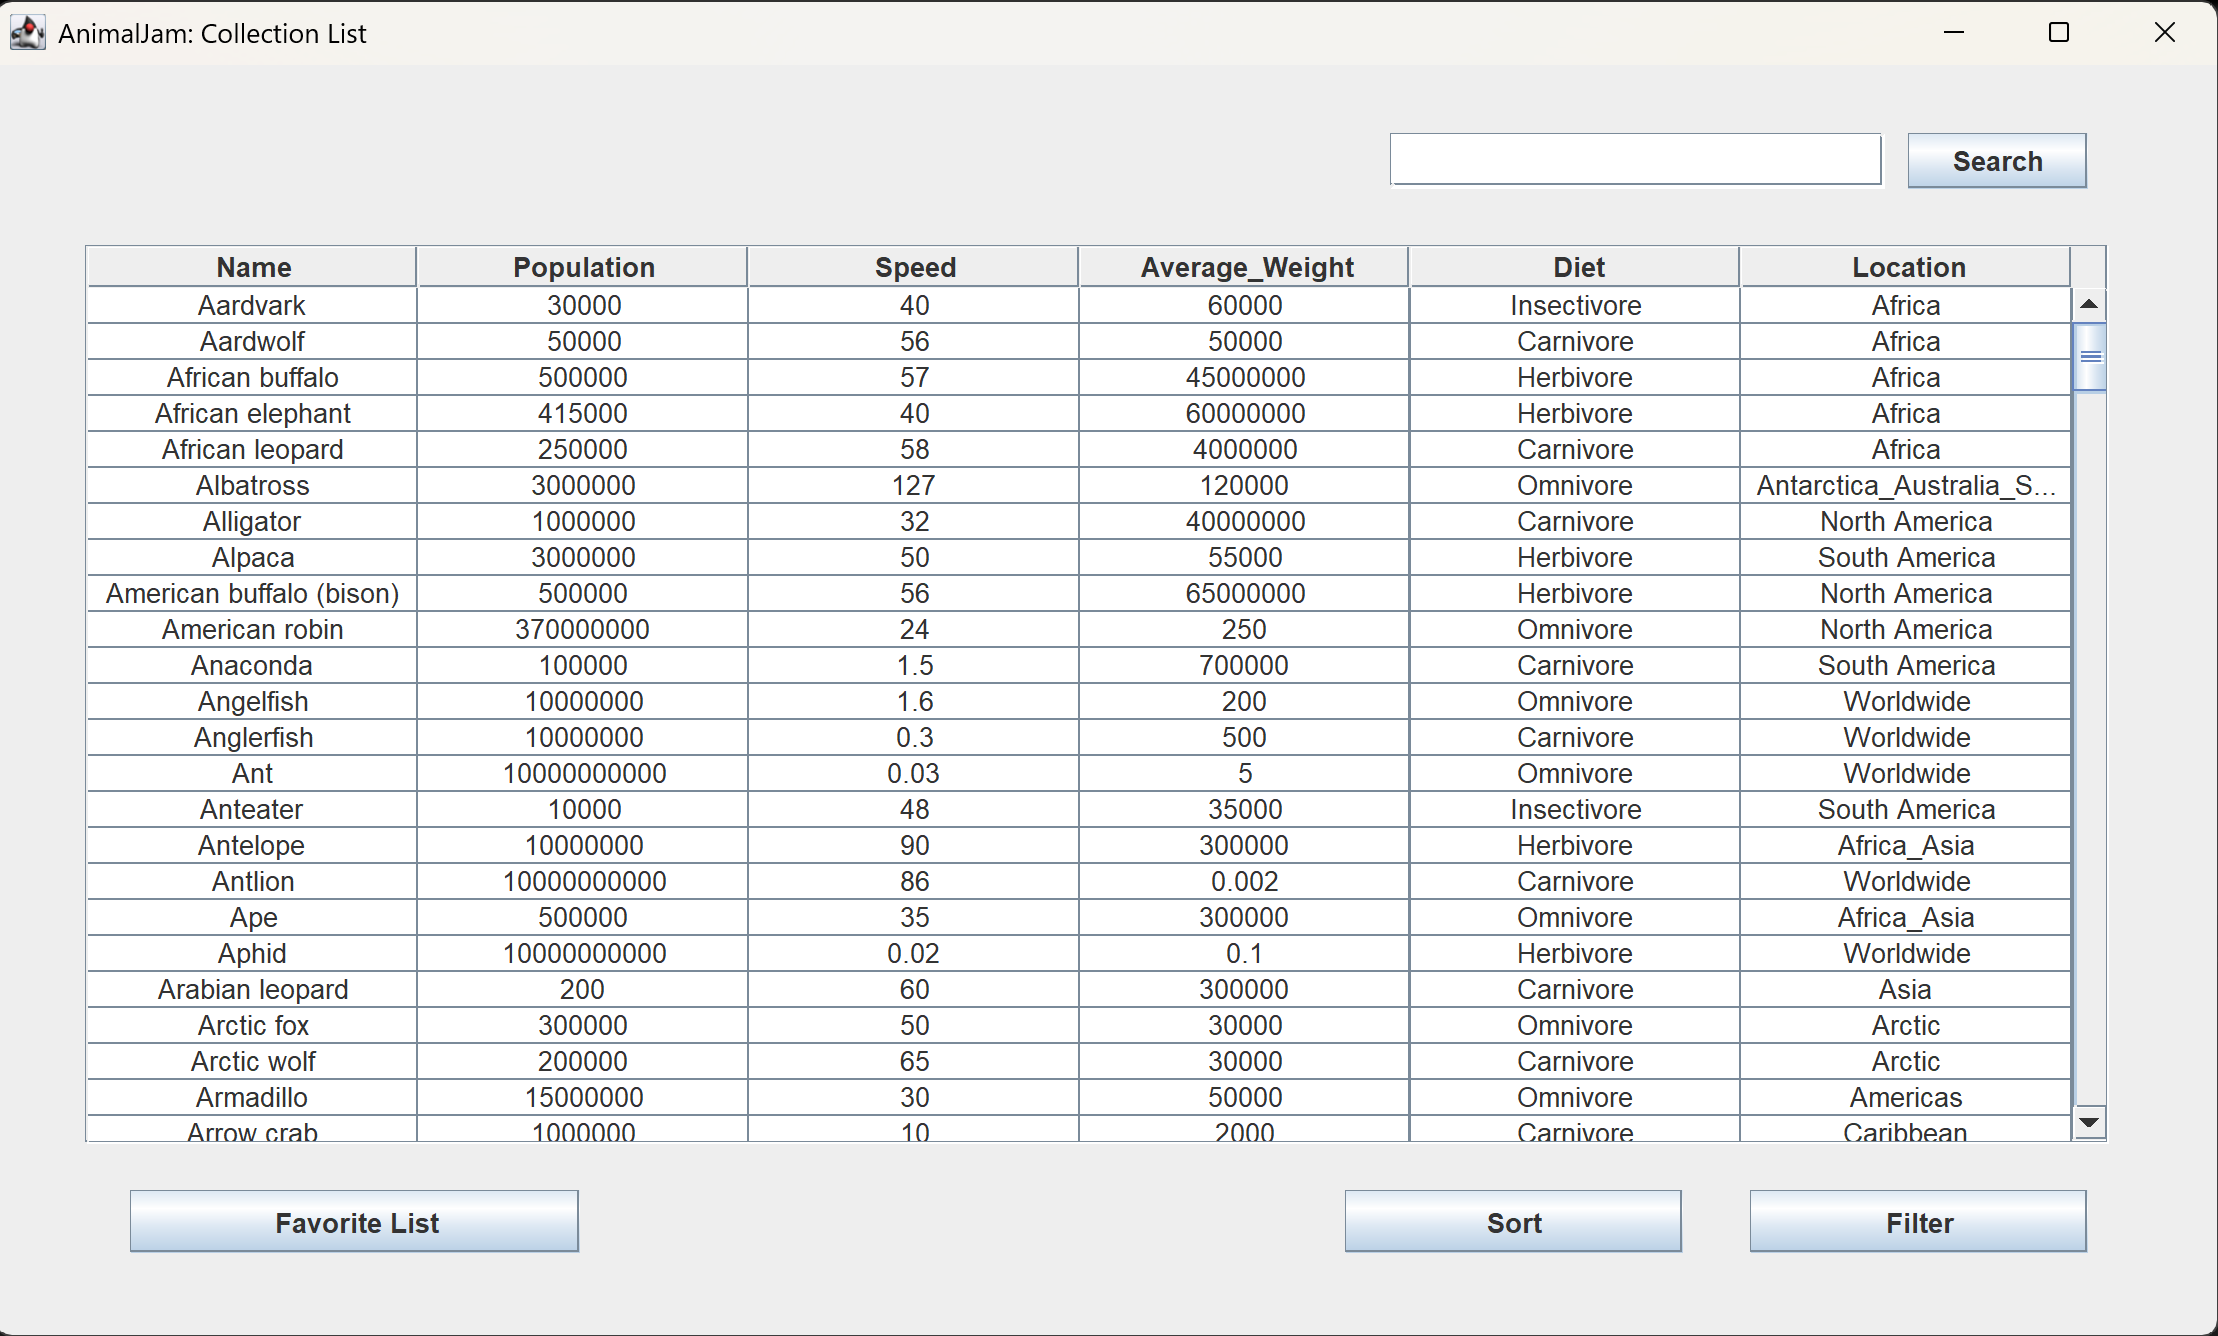 AnimalJam: Collection List
Search
Name Population Speed Average_Weight Diet Location
Aardvark 30000 40 60000 Insectivore Africa
Aardwolf 50000 56 50000 Carnivore Africa
African buffalo 500000 57 45000000 Herbivore Africa
African elephant 415000 40 60000000 Herbivore Africa
African leopard 250000 58 4000000 Carnivore Africa
Albatross 3000000 127 120000 Omnivore Antarctica_Australia_S...
Alligator 1000000 32 40000000 Carnivore North America
Alpaca 3000000 50 55000 Herbivore South America
American buffalo (bison) 500000 56 65000000 Herbivore North America
American robin 370000000 24 250 Omnivore North America
Anaconda 100000 1.5 700000 Carnivore South America
Angelfish 10000000 1.6 200 Omnivore Worldwide
Anglerfish 10000000 0.3 500 Carnivore Worldwide
Ant 10000000000 0.03 5 Omnivore Worldwide
Anteater 10000 48 35000 Insectivore South America
Antelope 10000000 90 300000 Herbivore Africa_Asia
Antlion 10000000000 86 0.002 Carnivore Worldwide
Ape 500000 35 300000 Omnivore Africa_Asia
Aphid 10000000000 0.02 0.1 Herbivore Worldwide
Arabian leopard 200 60 300000 Carnivore Asia
Arctic fox 300000 50 30000 Omnivore Arctic
Arctic wolf 200000 65 30000 Carnivore Arctic
Armadillo 15000000 30 50000 Omnivore Americas
Arrow crab 1000000 10 2000 Carnivore Caribbean
Favorite List Sort Filter